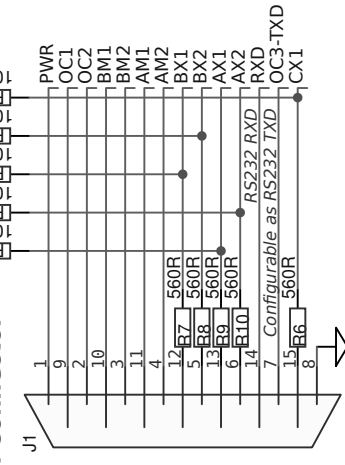 PWR
OC1
OC2
BM1
BM2
AM1
AM2
BX1
BX2
AX1
AX2
RXD
OC3-TXD
CX1
RS232 RXD
Configurable as RS232 TXD
560R
560R
560R
560R
560R
R7
R8
R9
R10
R6
1
9
2
10
3
11
4
12
5
13
6
14
7
15
8
J1